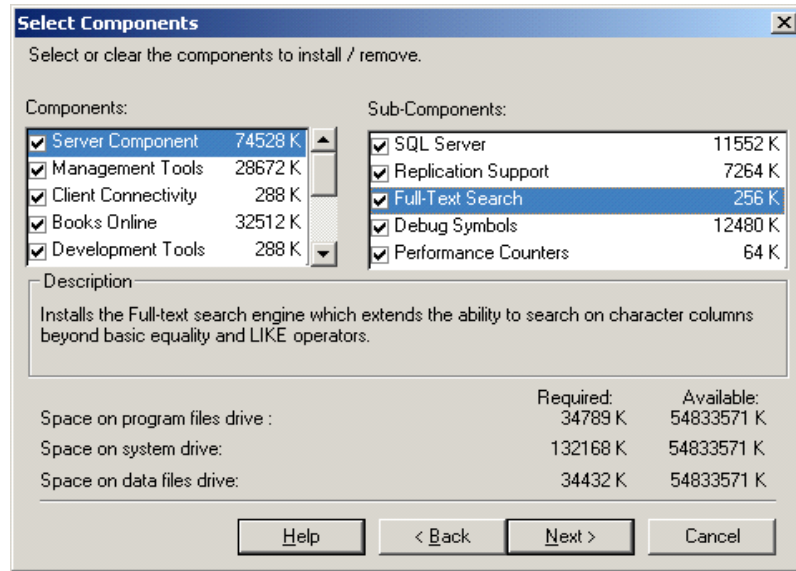 Select Components
Select or clear the components to install / remove.
Components:
Server Component 74528 K
Management Tools 28672 K
Client Connectivity 288 K
Books Online 32512 K
Development Tools 288 K
Sub-Components:
SQL Server 11552 K
Replication Support 7264 K
Full-Text Search 256 K
Debug Symbols 12480 K
Performance Counters 64 K
Description
Installs the Full-text search engine which extends the ability to search on character columns
beyond basic equality and LIKE operators.
Required: Available:
Space on program files drive : 34789 K 54833571 K
Space on system drive: 132168 K 54833571 K
Space on data files drive: 34432 K 54833571 K
Help < Back Next > Cancel